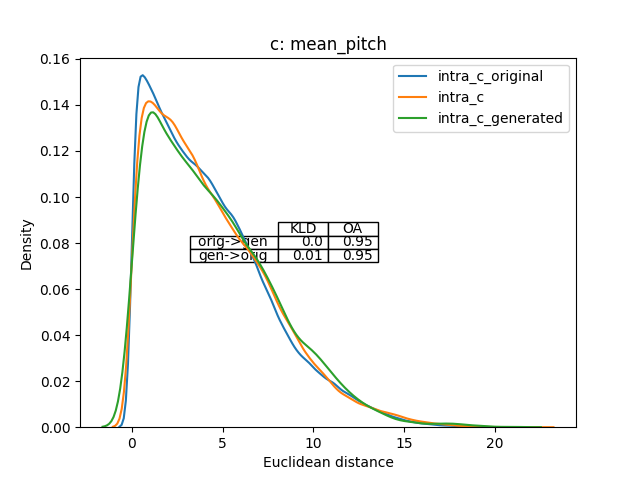 c: mean_pitch
intra_c_original
intra_c
intra_c_generated
KLD OA
orig->gen 0.0 0.95
gen->orig 0.01 0.95
Density
0.16
0.14
0.12
0.10
0.08
0.06
0.04
0.02
0.00
0 5 10 15 20
Euclidean distance